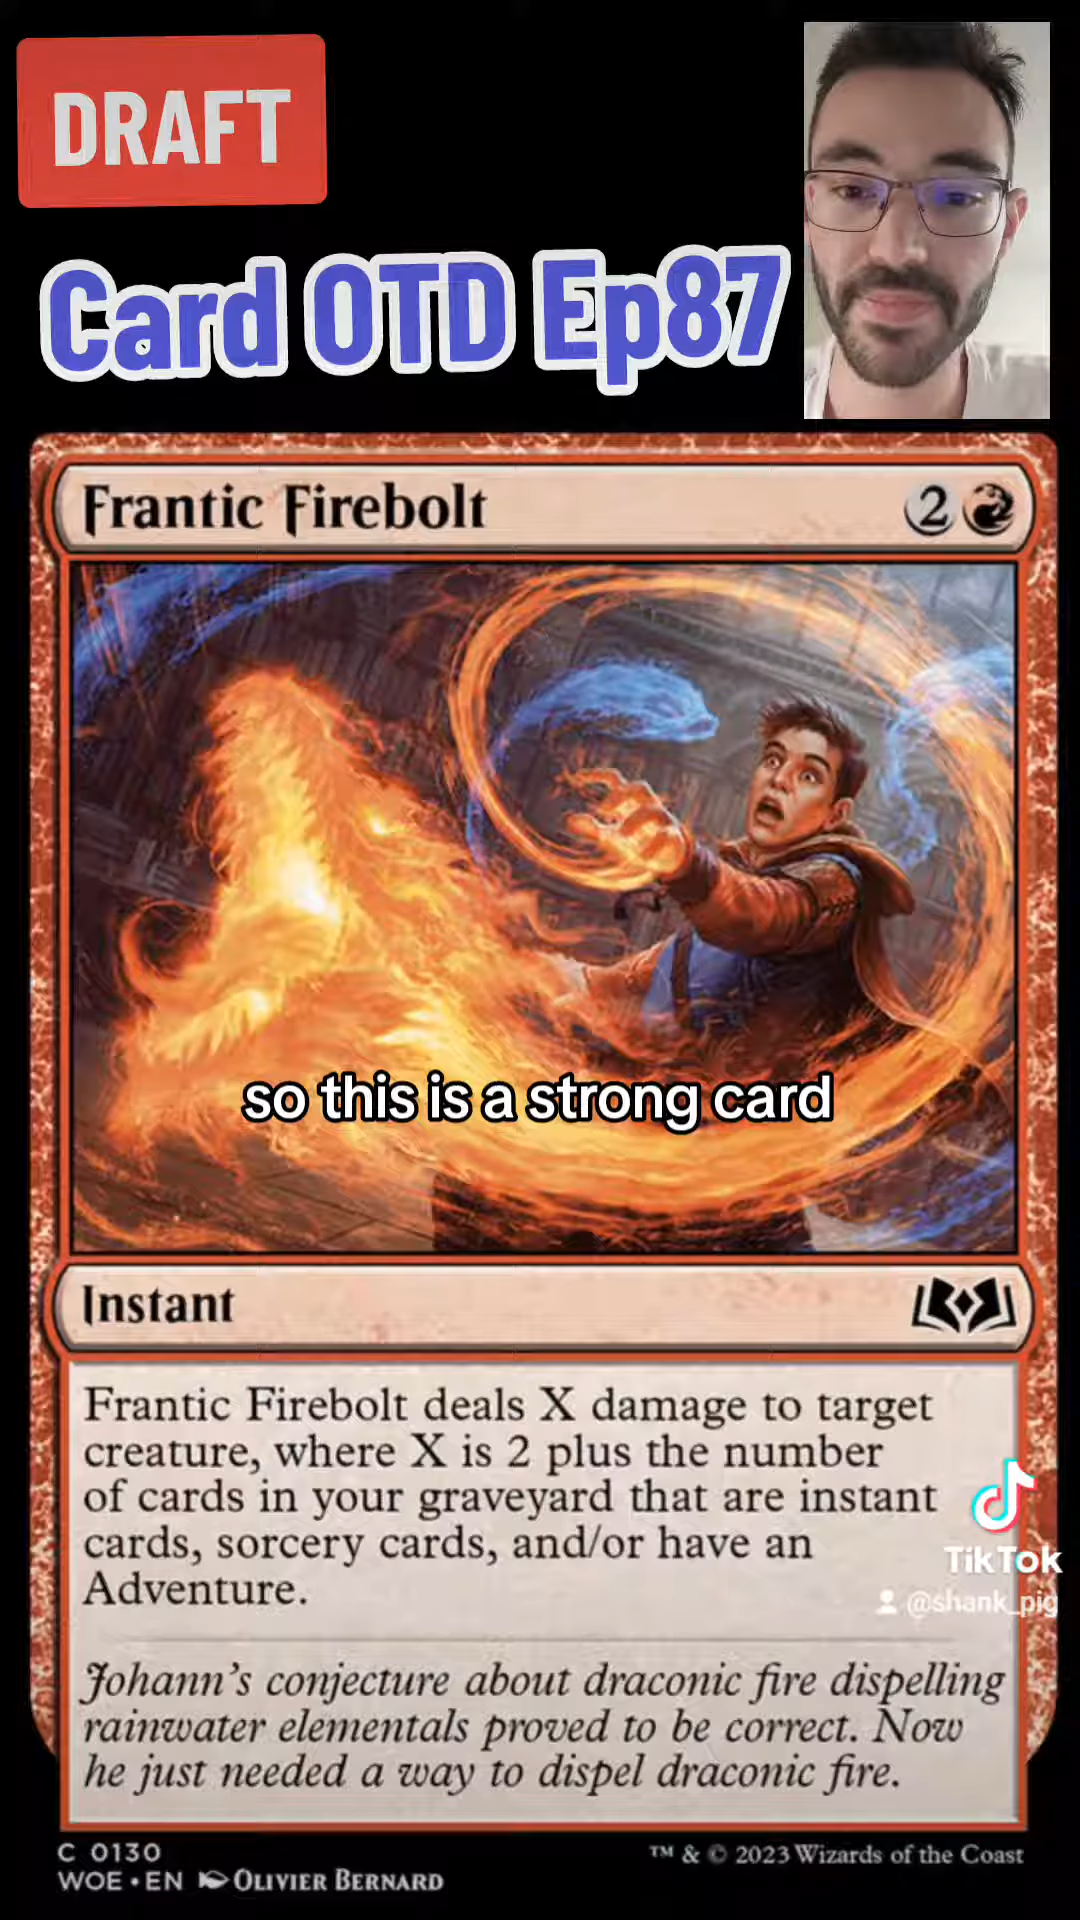 DRAFT
Card OTD Ep87
Frantic Firebolt 2
so this is a strong card
Instant
Frantic Firebolt deals X damage to target
creature, where X is 2 plus the number
of cards in your graveyard that are instant
cards, sorcery cards, and/or have an
Adventure.
TikTok
@shank_pig
Johann's conjecture about draconic fire dispelling
rainwater elementals proved to be correct. Now
he just needed a way to dispel draconic fire.
C 0130
WOE • EN OLIVIER BERNARD
™ & © 2023 Wizards of the Coast